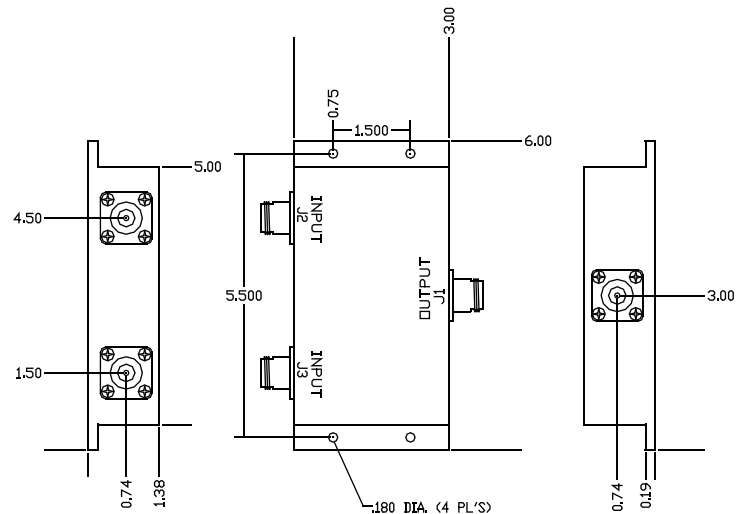 3.00
0.75
1.500
6.00
5.00
4.50
INPUT
J2
5.500
OUTPUT
J1
3.00
1.50
INPUT
J3
0.74
1.38
0.74
0.19
.180 DIA. (4 PL'S)